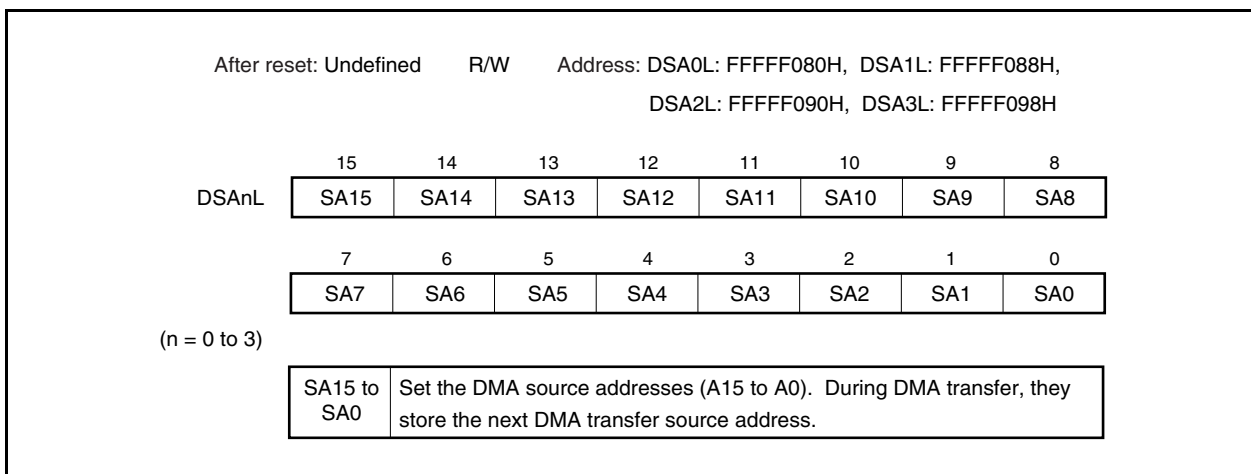 After reset: Undefined R/W Address: DSA0L: FFFFF080H, DSA1L: FFFFF088H,
DSA2L: FFFFF090H, DSA3L: FFFFF098H
15 14 13 12 11 10 9 8
DSAnL SA15 SA14 SA13 SA12 SA11 SA10 SA9 SA8
7 6 5 4 3 2 1 0
SA7 SA6 SA5 SA4 SA3 SA2 SA1 SA0
(n = 0 to 3)
SA15 to SA0
Set the DMA source addresses (A15 to A0). During DMA transfer, they
store the next DMA transfer source address.